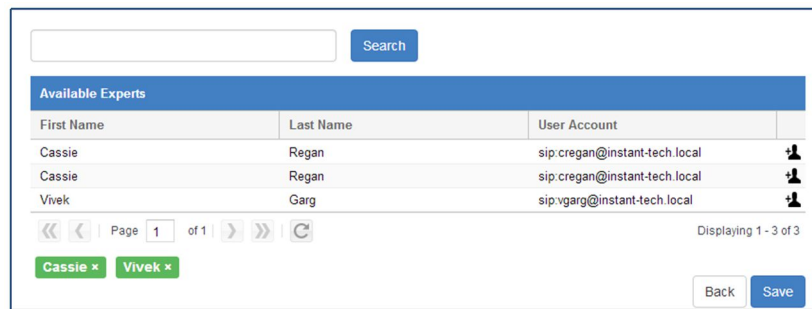 Search
Available Experts
First Name Last Name User Account
Cassie Regan sip:cregan@instant-tech.local
Cassie Regan sip:cregan@instant-tech.local
Vivek Garg sip:vgarg@instant-tech.local
Page 1 of 1 Displaying 1 - 3 of 3
Cassie × Vivek ×
Back Save